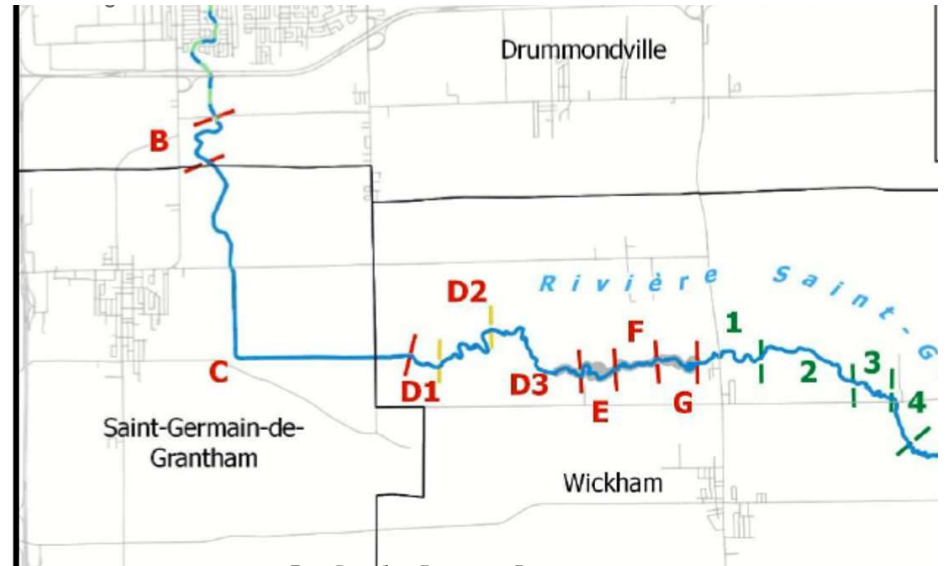 Drummondville
B
Rivière Saint-G
D2
F
1
3
2
C
D1
D3
E
G
4
Saint-Germain-de-
Grantham
Wickham